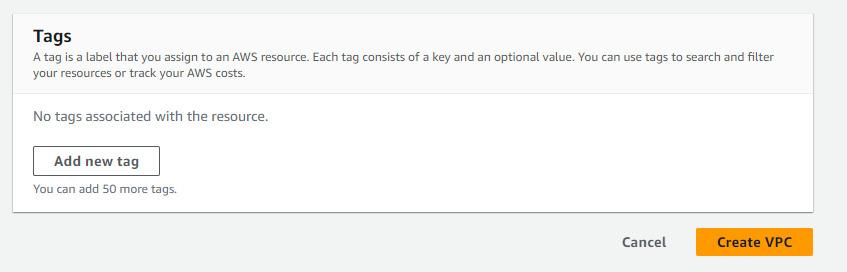 Tags
A tag is a label that you assign to an AWS resource. Each tag consists of a key and an optional value. You can use tags to search and filter
your resources or track your AWS costs.
No tags associated with the resource.
Add new tag
You can add 50 more tags.
Cancel
Create VPC